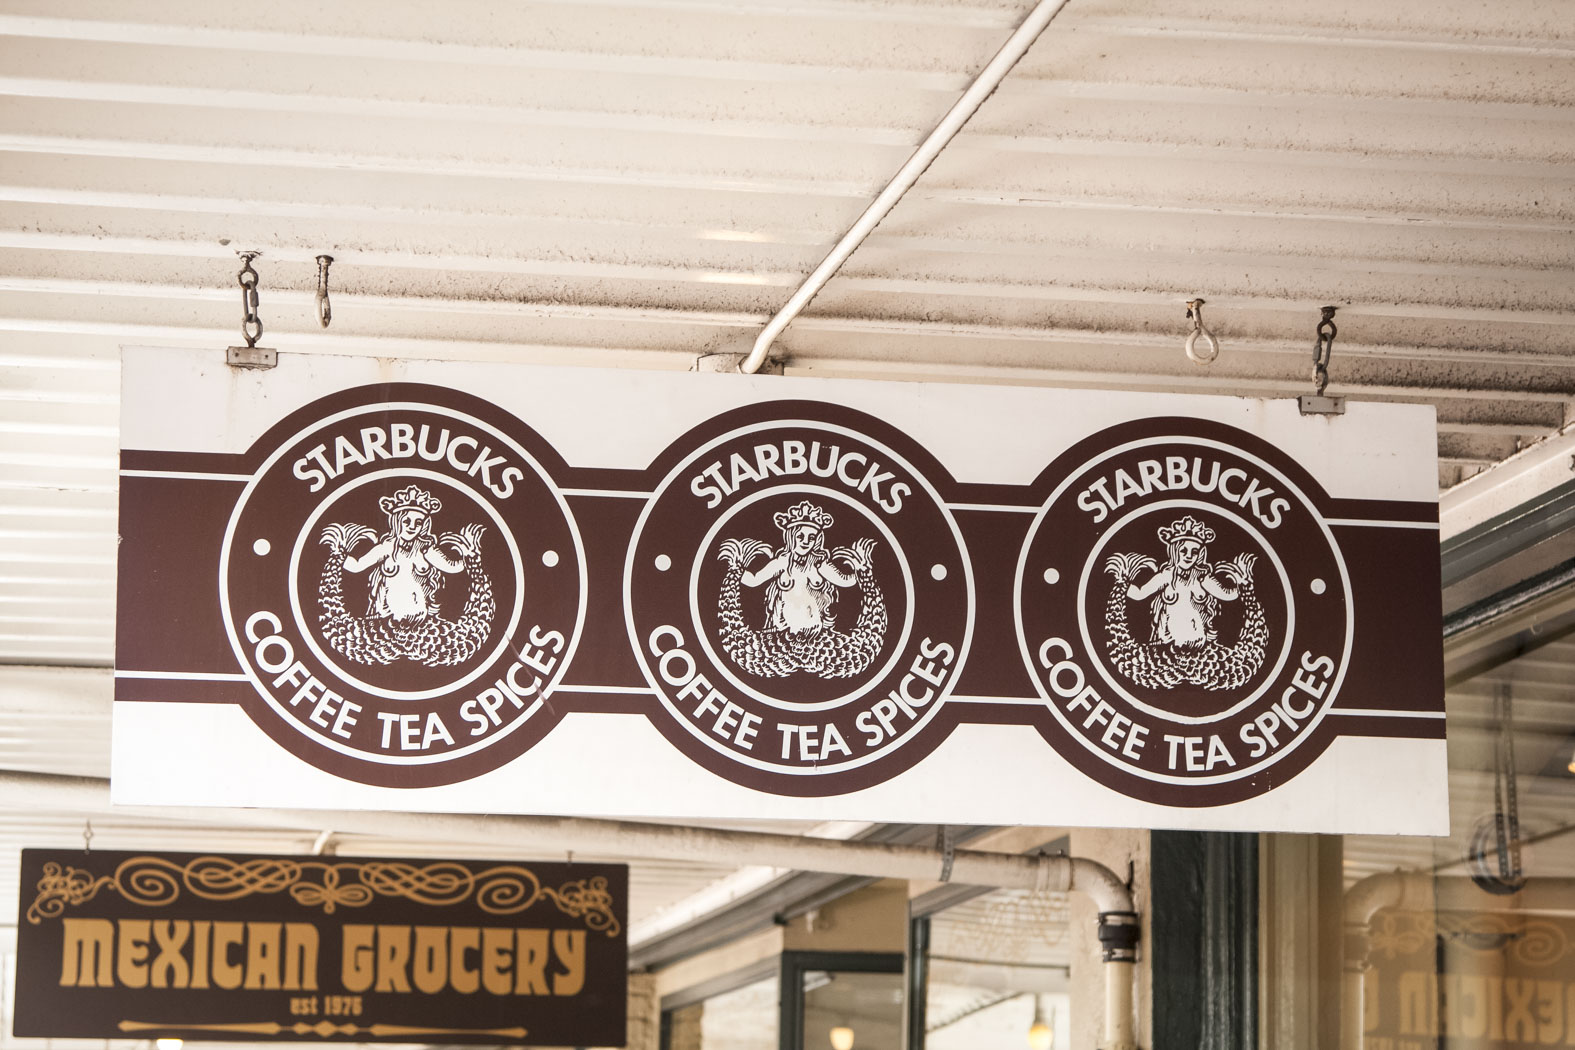 STARBUCKS
COFFEE TEA SPICES
STARBUCKS
COFFEE TEA SPICES
STARBUCKS
COFFEE TEA SPICES
MEXICAN GROCERY
est 1976